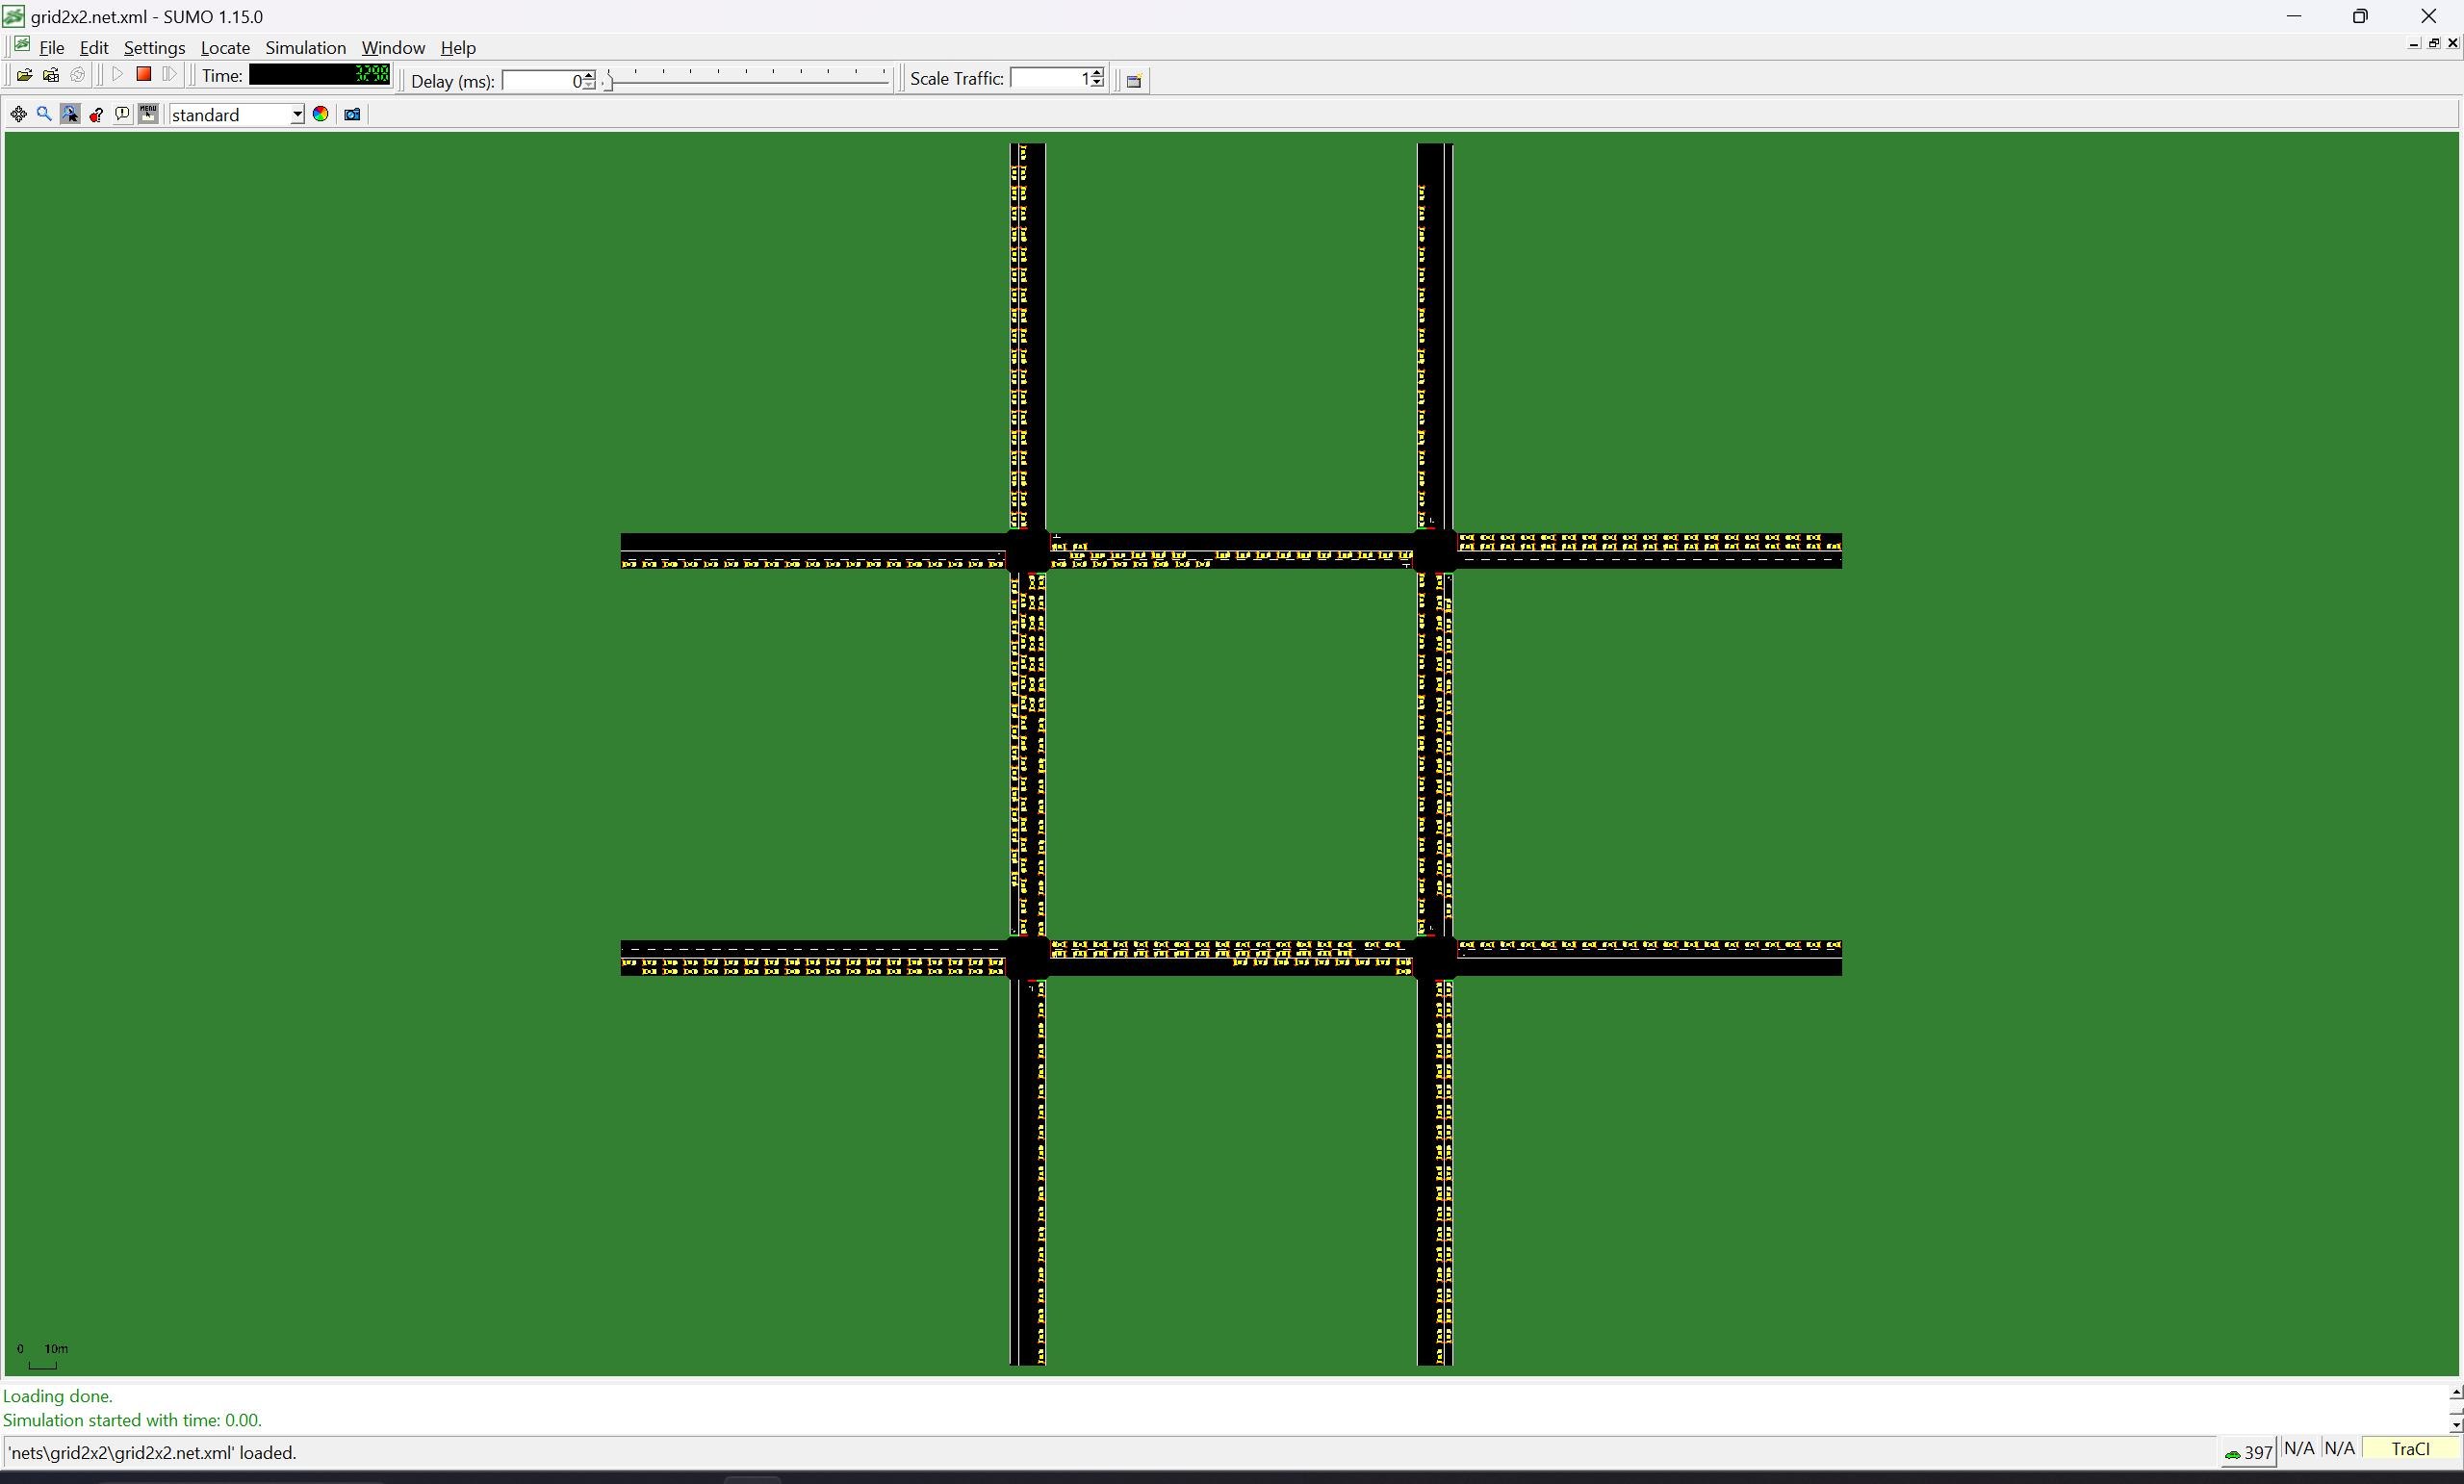 grid2x2.net.xml - SUMO 1.15.0
File Edit Settings Locate Simulation Window Help
Time: 3298 Delay (ms): 0 Scale Traffic: 1
MENU standard
0 10m
Loading done.
Simulation started with time: 0.00.
'nets\grid2x2\grid2x2.net.xml' loaded. 397 N/A N/A TraCI